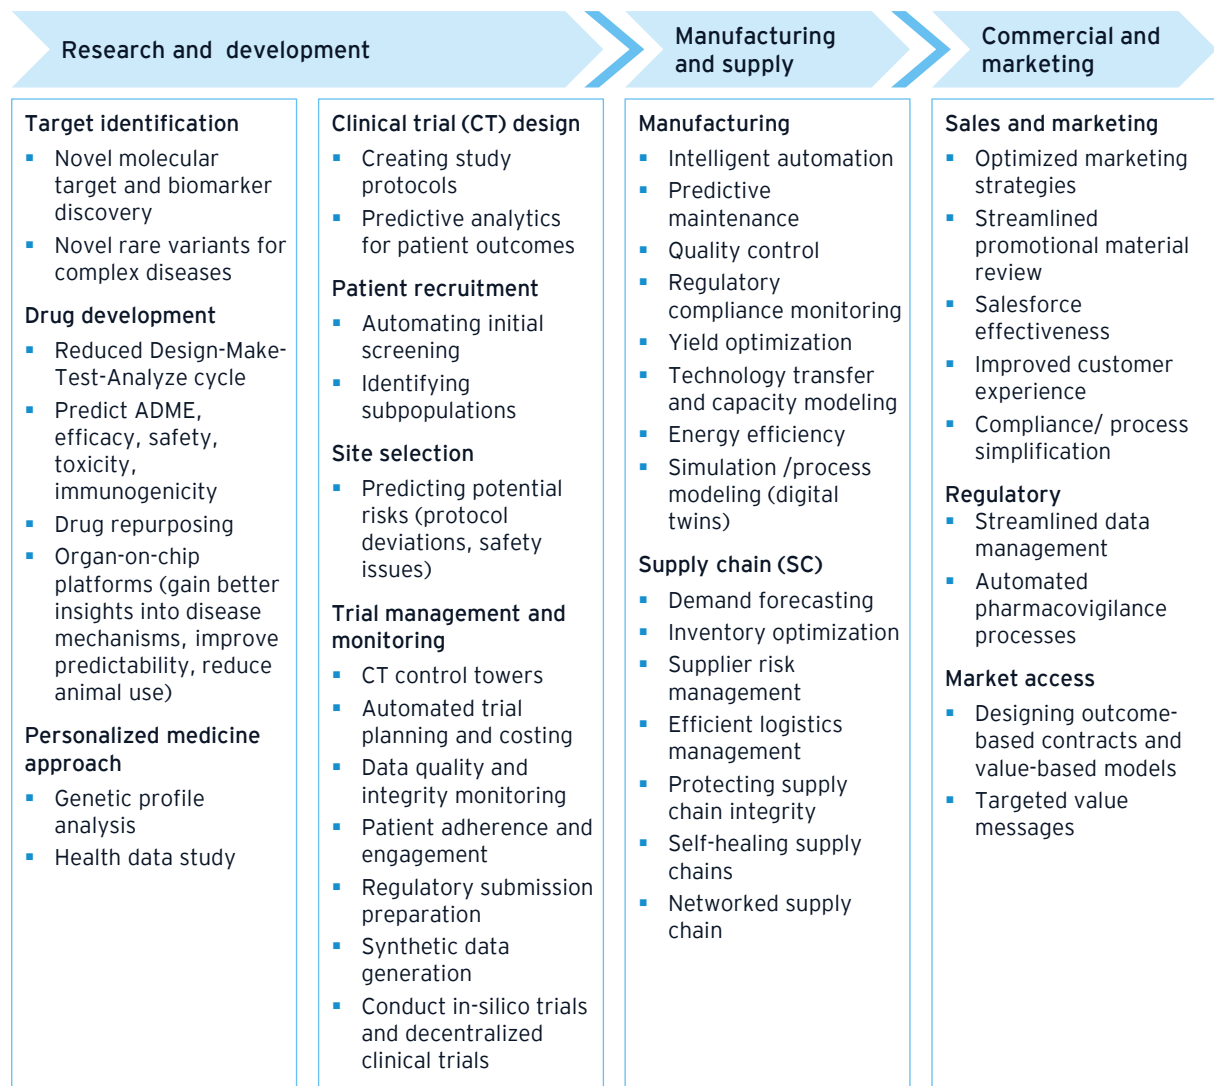 Research and development
Manufacturing
and supply
Commercial and
marketing
Target identification
▪ Novel molecular
target and biomarker
discovery
▪ Novel rare variants for
complex diseases
Drug development
▪ Reduced Design-Make-
Test-Analyze cycle
▪ Predict ADME,
efficacy, safety,
toxicity,
immunogenicity
▪ Drug repurposing
▪ Organ-on-chip
platforms (gain better
insights into disease
mechanisms, improve
predictability, reduce
animal use)
Personalized medicine
approach
▪ Genetic profile
analysis
▪ Health data study
Clinical trial (CT) design
▪ Creating study
protocols
▪ Predictive analytics
for patient outcomes
Patient recruitment
▪ Automating initial
screening
▪ Identifying
subpopulations
Site selection
▪ Predicting potential
risks (protocol
deviations, safety
issues)
Trial management and
monitoring
▪ CT control towers
▪ Automated trial
planning and costing
▪ Data quality and
integrity monitoring
▪ Patient adherence and
engagement
▪ Regulatory submission
preparation
▪ Synthetic data
generation
▪ Conduct in-silico trials
and decentralized
clinical trials
Manufacturing
▪ Intelligent automation
▪ Predictive
maintenance
▪ Quality control
▪ Regulatory
compliance monitoring
▪ Yield optimization
▪ Technology transfer
and capacity modeling
▪ Energy efficiency
▪ Simulation /process
modeling (digital
twins)
Supply chain (SC)
▪ Demand forecasting
▪ Inventory optimization
▪ Supplier risk
management
▪ Efficient logistics
management
▪ Protecting supply
chain integrity
▪ Self-healing supply
chains
▪ Networked supply
chain
Sales and marketing
▪ Optimized marketing
strategies
▪ Streamlined
promotional material
review
▪ Salesforce
effectiveness
▪ Improved customer
experience
▪ Compliance/ process
simplification
Regulatory
▪ Streamlined data
management
▪ Automated
pharmacovigilance
processes
Market access
▪ Designing outcome-
based contracts and
value-based models
▪ Targeted value
messages